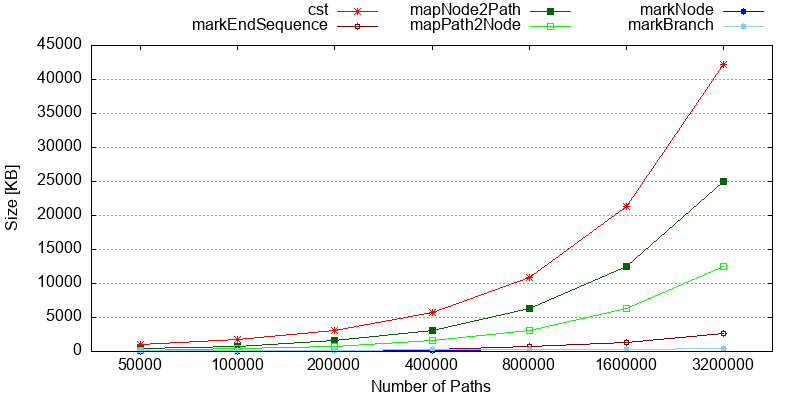 cst mapNode2Path markNode
markEndSequence mapPath2Node markBranch
45000
40000
35000
30000
25000
20000
15000
10000
5000
0
Size [KB]
50000 100000 200000 400000 800000 1600000 3200000
Number of Paths